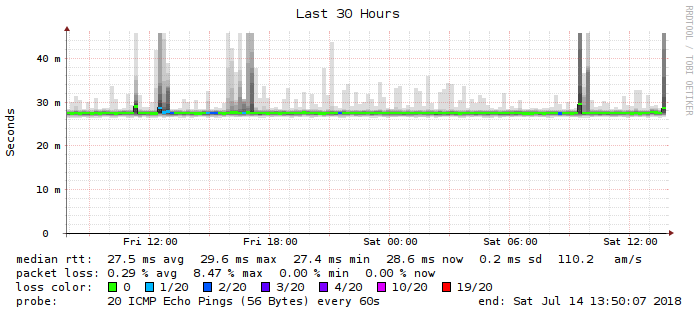 Last 30 Hours
RRDTOOL / TOBI OETIKER
Seconds
40 m
30 m
20 m
10 m
0
Fri 12:00 Fri 18:00 Sat 00:00 Sat 06:00 Sat 12:00
median rtt: 27.5 ms avg 29.6 ms max 27.4 ms min 28.6 ms now 0.2 ms sd 110.2 am/s
packet loss: 0.29 % avg 8.47 % max 0.00 % min 0.00 % now
loss color: 0 1/20 2/20 3/20 4/20 10/20 19/20
probe: 20 ICMP Echo Pings (56 Bytes) every 60s end: Sat Jul 14 13:50:07 2018